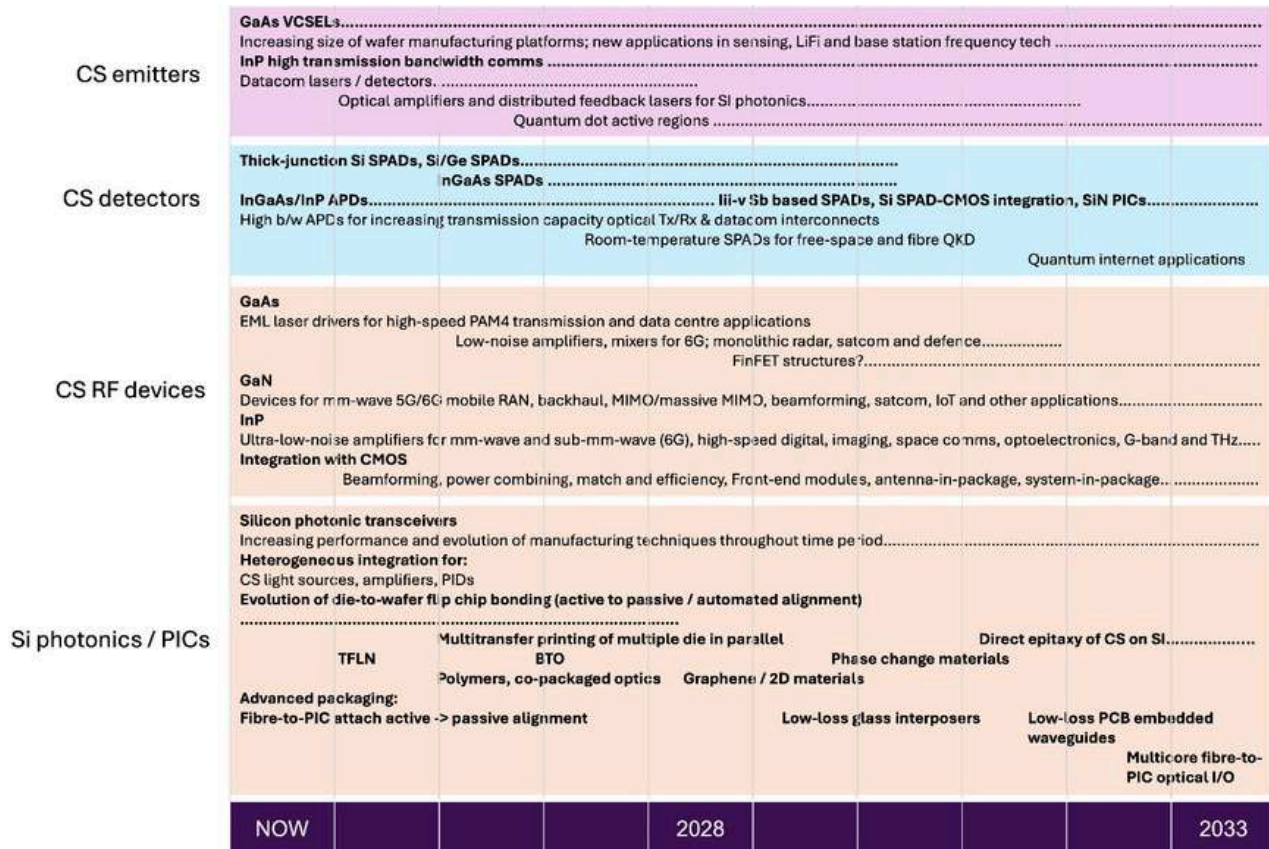 CS emitters
GaAs VCSELs................................................................
Increasing size of wafer manufacturing platforms; new applications in sensing, LiFi and base station frequency tech ................................
InP high transmission bandwidth comms ................................................................
Datacom lasers / detectors. ................................................
Optical amplifiers and distributed feedback lasers for SI photonics................................................
Quantum dot active regions ................................................................
CS detectors
Thick-junction Si SPADs, Si/Ge SPADs................................................................
nGaAs SPADs ................................................................
InGaAs/InP APDs................................................................ Iii-v Sb based SPADs, Si SPAD-CMOS integration, SiN PICs......................
High b/w APDs for increasing transmission capacity optical Tx/Rx & datacom interconnects
Room-temperature SPADs for free-space and fibre QKD
Quantum internet applications
CS RF devices
GaAs
EML laser drivers for high-speed PAM4 transmission and data centre applications
Low-noise amplifiers, mixers for 6G; monolithic radar, satcom and defence................
FinFET structures?................................................................
GaN
Devices for mm-wave 5G/6G mobile RAN, backhaul, MIMO/massive MIMO, beamforming, satcom, IoT and other applications............................
InP
Ultra-low-noise amplifiers for mm-wave and sub-mm-wave (6G), high-speed digital, imaging, space comms, optoelectronics, G-band and THz.....
Integration with CMOS
Beamforming, power combining, match and efficiency, Front-end modules, antenna-in-package, system-in-package....................
Si photonics / PICs
Silicon photonic transceivers
Increasing performance and evolution of manufacturing techniques throughout time period................................................................
Heterogeneous integration for:
CS light sources, amplifiers, PIDs
Evolution of die-to-wafer flip chip bonding (active to passive / automated alignment)
................................................................................
Multitransfer printing of multiple die in parallel Direct epitaxy of CS on SI.................
TFLN BTO Phase change materials
Polymers, co-packaged optics Graphene / 2D materials
Advanced packaging:
Fibre-to-PIC attach active -> passive alignment Low-loss glass interposers Low-loss PCB embedded
waveguides
Multicore fibre-to-
PIC optical I/O
NOW 2028 2033